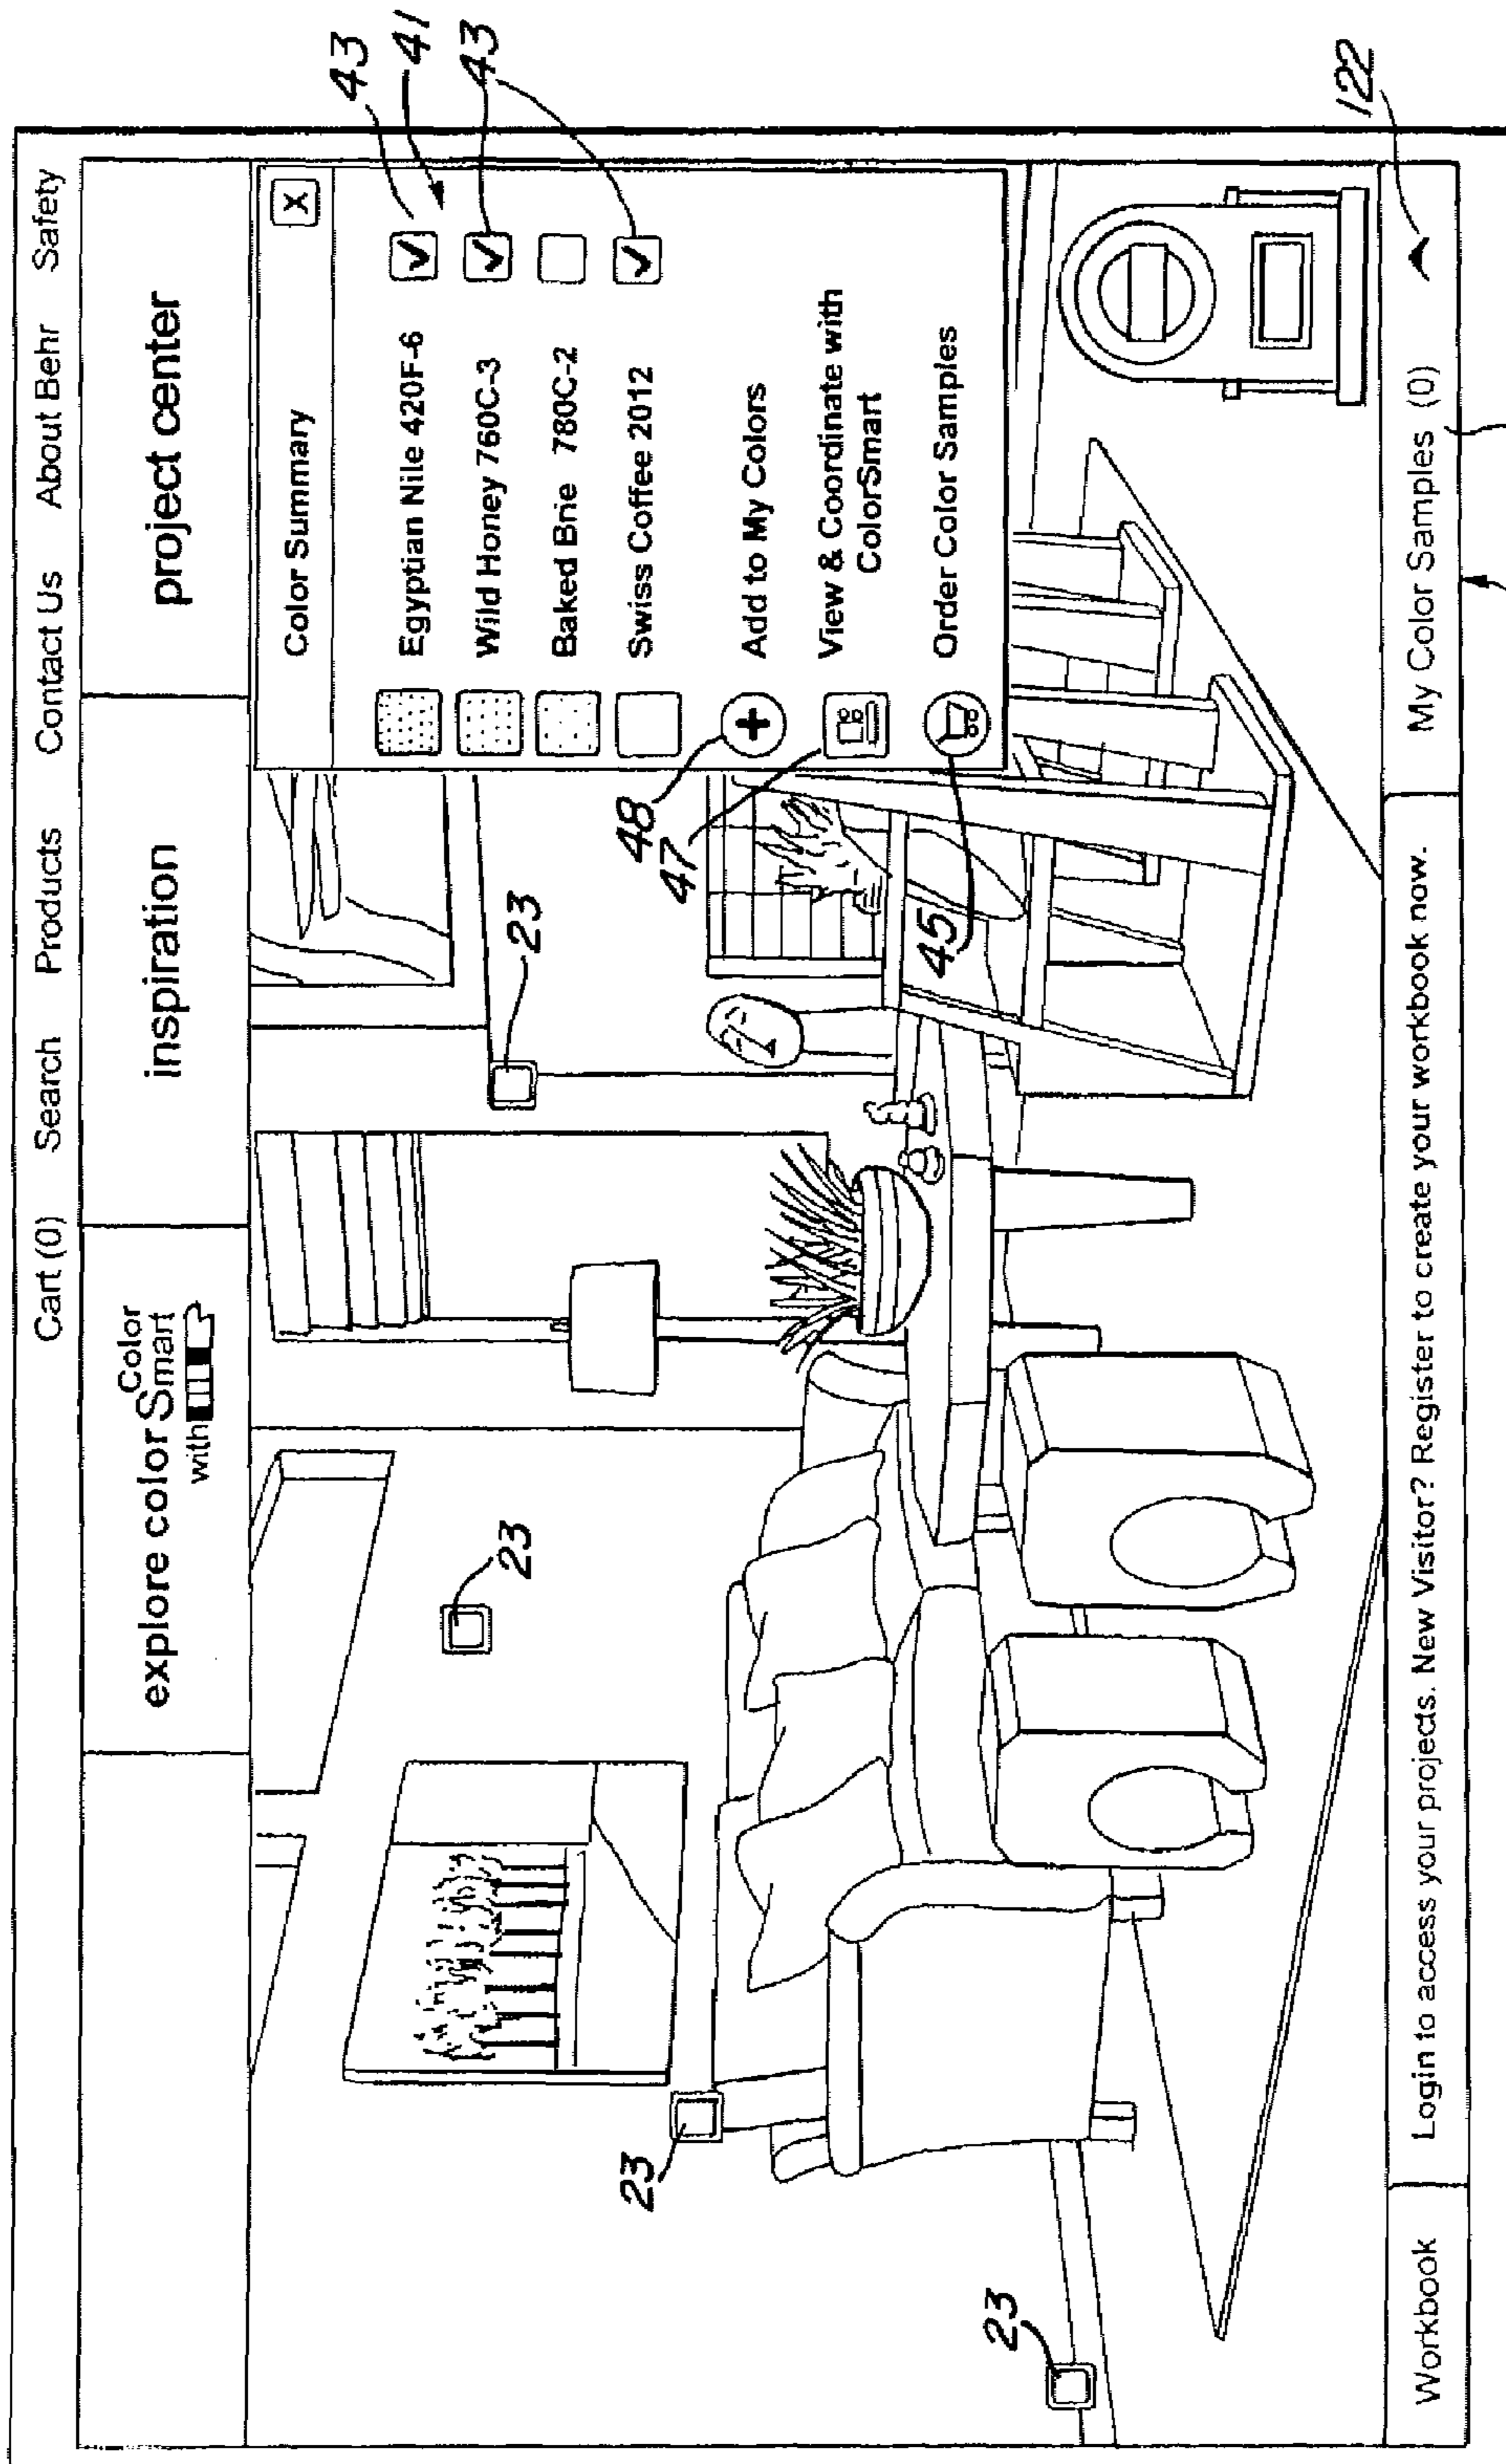 Cart (0) Search Products Contact Us About Behr Safety
explore color
with
Color
Smart
inspiration
project center
Color Summary
X
Egyptian Nile 420F-6
Wild Honey 760C-3
Baked Brie 780C-2
Swiss Coffee 2012
Add to My Colors
View & Coordinate with
ColorSmart
Order Color Samples
43
41
43
48
47
45
23
23
23
23
Workbook
Login to access your projects. New Visitor? Register to create your workbook now.
My Color Samples (0)
122